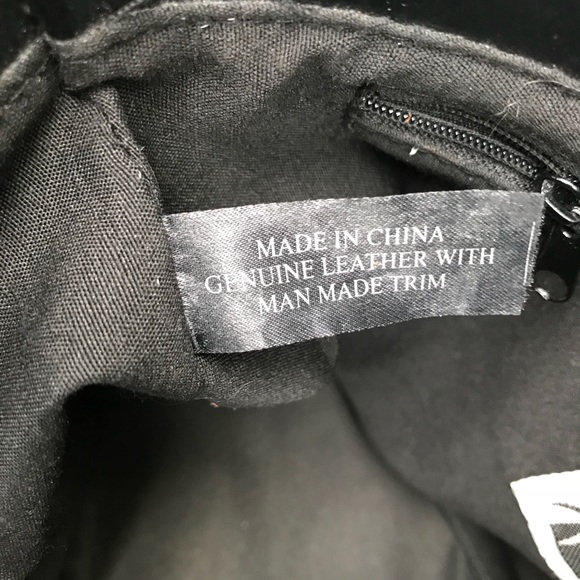 MADE IN CHINA
GENUINE LEATHER WITH
MAN MADE TRIM